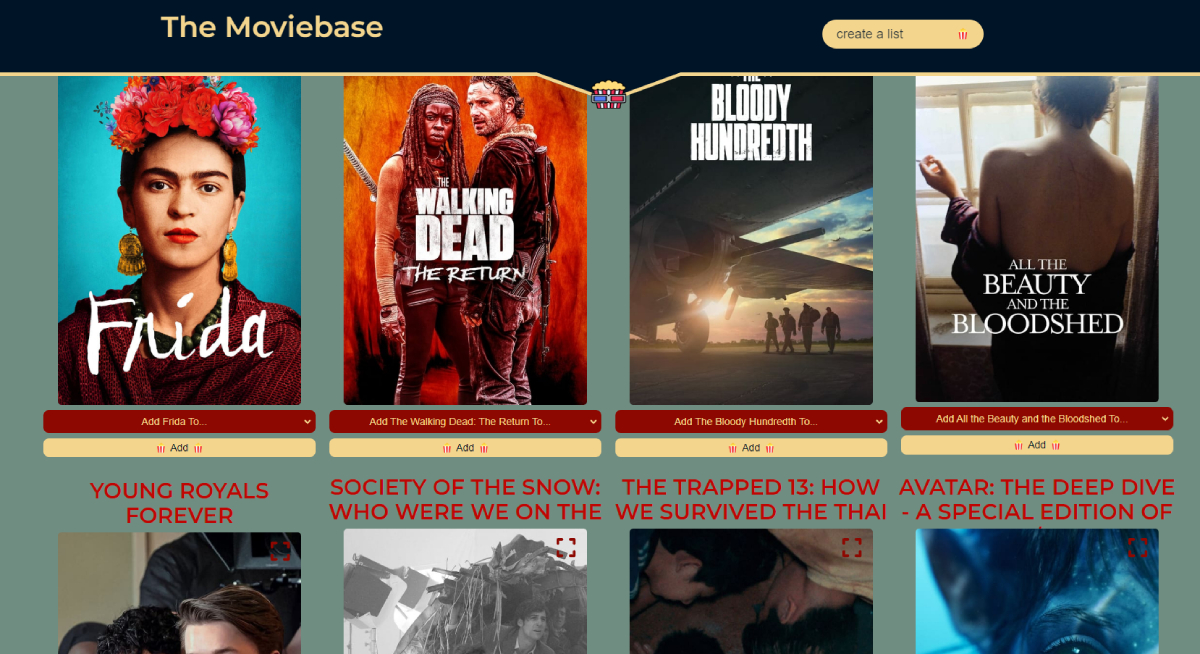 The Moviebase
create a list
Frida
THE
WALKING
DEAD
THE RETURN
THE
BLOODY
HUNDREDTH
ALL THE
BEAUTY
AND THE
BLOODSHED
Add Frida To...
Add The Walking Dead: The Return To...
Add The Bloody Hundredth To...
Add All the Beauty and the Bloodshed To...
Add
Add
Add
Add
YOUNG ROYALS
FOREVER
SOCIETY OF THE SNOW:
WHO WERE WE ON THE
THE TRAPPED 13: HOW
WE SURVIVED THE THAI
AVATAR: THE DEEP DIVE
- A SPECIAL EDITION OF